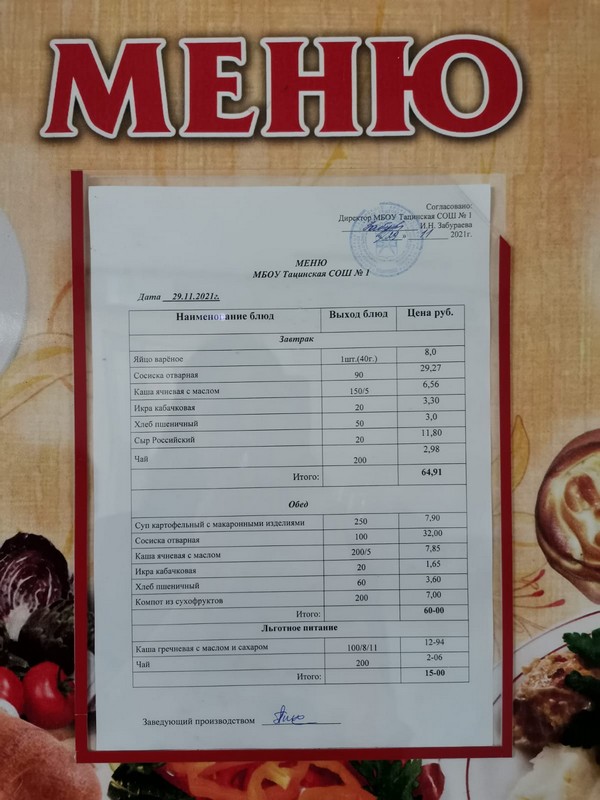 МЕНЮ
Согласовано:
Директор МБОУ Тацинская СОШ № 1
И.Н. Забураева
11 2021г.
МЕНЮ
МБОУ Тацинская СОШ № 1
Дата 29.11.2021г.
Наименование блюд Выход блюд Цена руб.
Завтрак
Яйцо варёное 1шт.(40г.) 8,0
Сосиска отварная 90 29,27
Каша ячневая с маслом 150/5 6,56
Икра кабачковая 20 3,30
Хлеб пшеничный 50 3,0
Сыр Российский 20 11,80
Чай 200 2,98
Итого: 64,91
Обед
Суп картофельный с макаронными изделиями 250 7,90
Сосиска отварная 100 32,00
Каша ячневая с маслом 200/5 7,85
Икра кабачковая 20 1,65
Хлеб пшеничный 60 3,60
Компот из сухофруктов 200 7,00
Итого: 60-00
Льготное питание
Каша гречневая с маслом и сахаром 100/8/11 12-94
Чай 200 2-06
Итого: 15-00
Заведующий производством